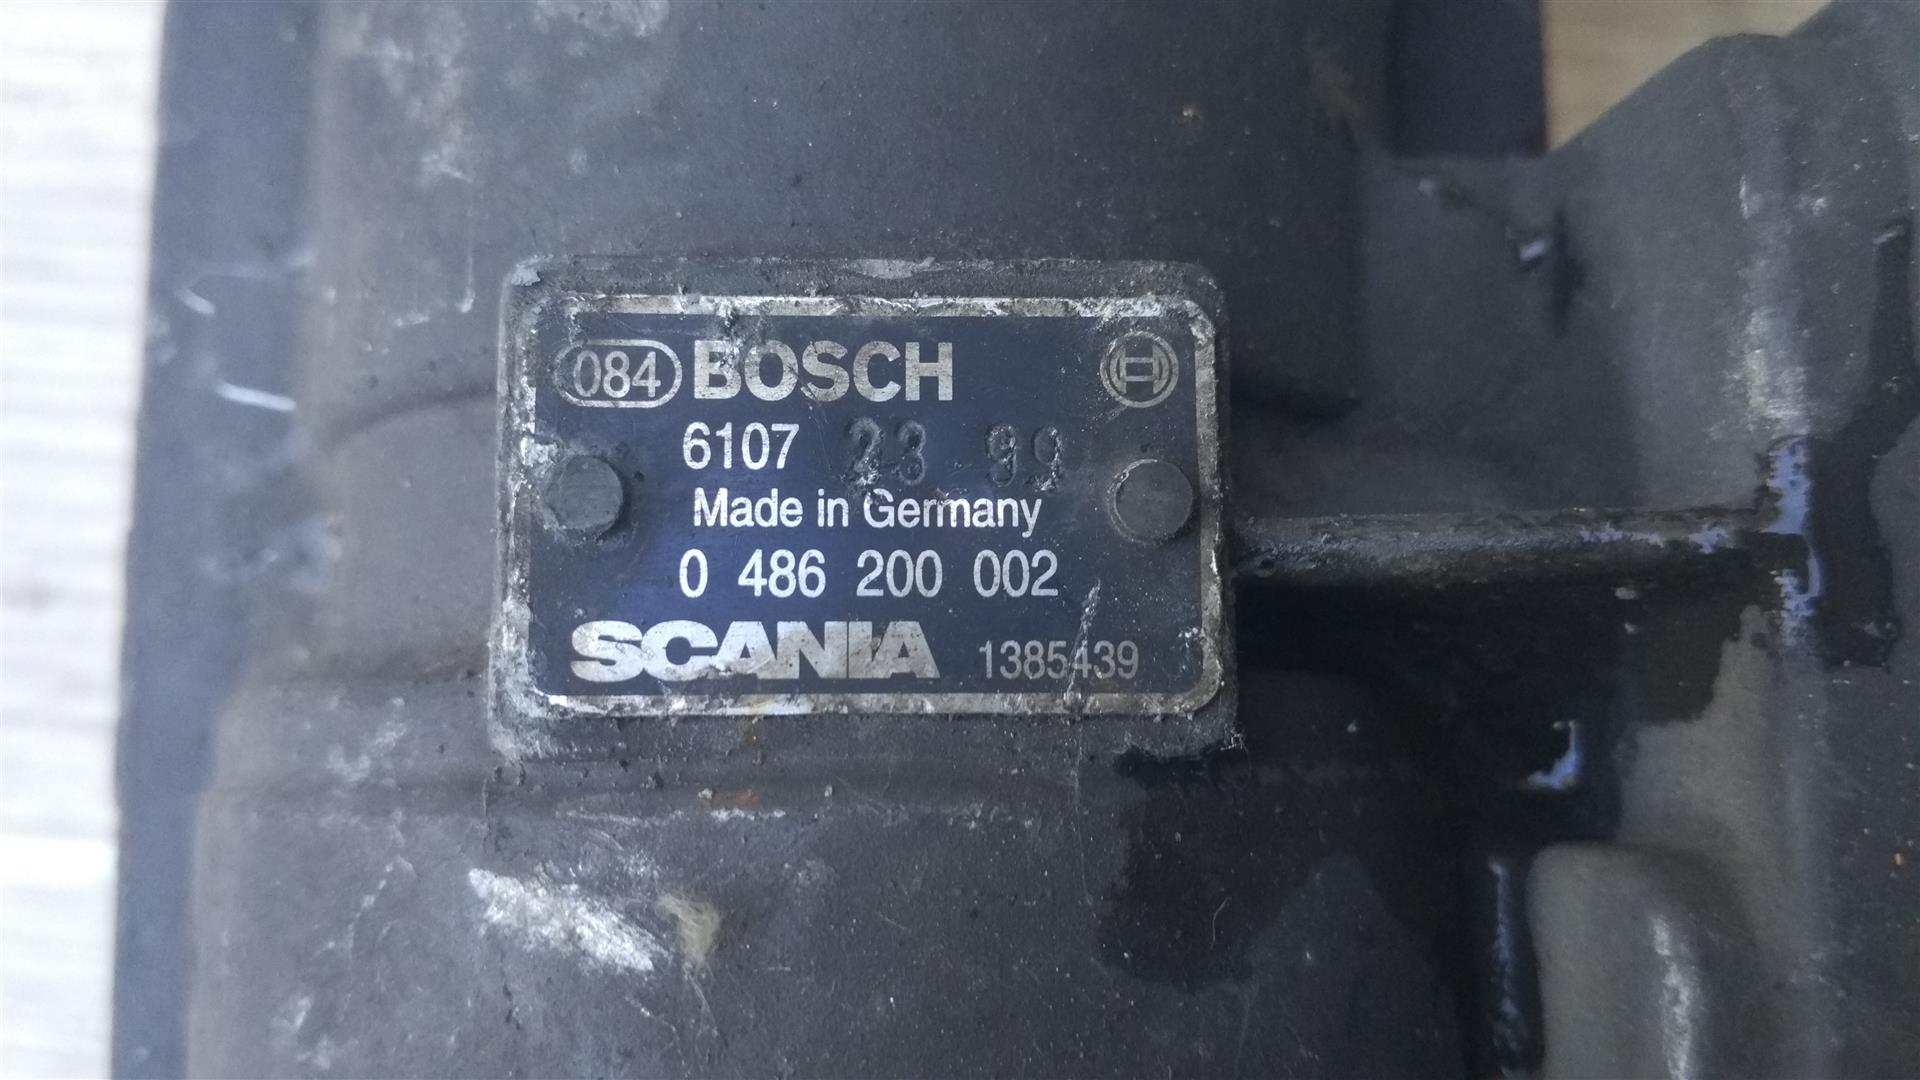 084 BOSCH
6107 23 99
Made in Germany
0 486 200 002
SCANIA 1385439